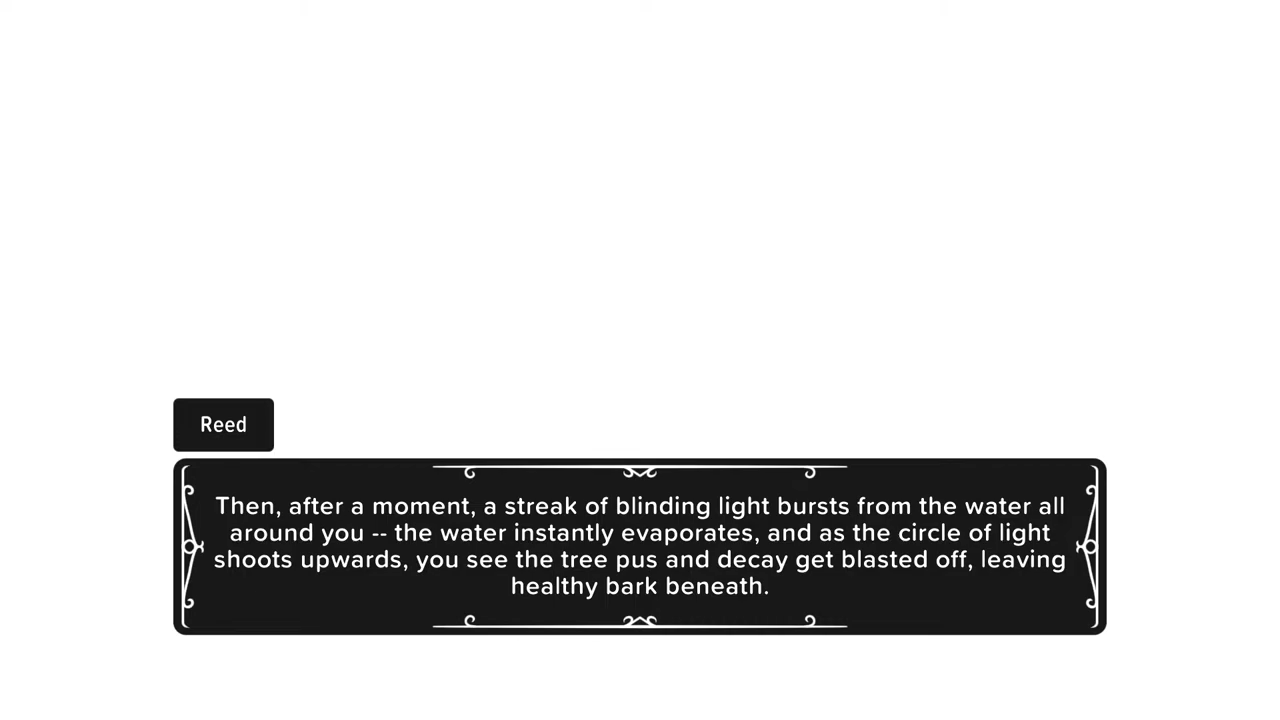 Reed
Then, after a moment, a streak of blinding light bursts from the water all
around you -- the water instantly evaporates, and as the circle of light
shoots upwards, you see the tree pus and decay get blasted off, leaving
healthy bark beneath.